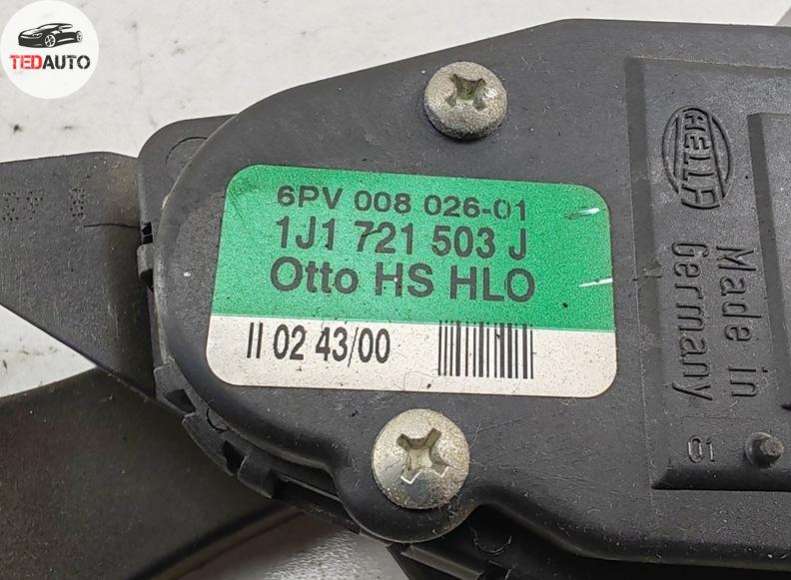 TEDAUTO
6PV 008 026-01
1J1 721 503 J
Otto HS HLO
II 02 43/00
HELLA
Made in
Germany
01